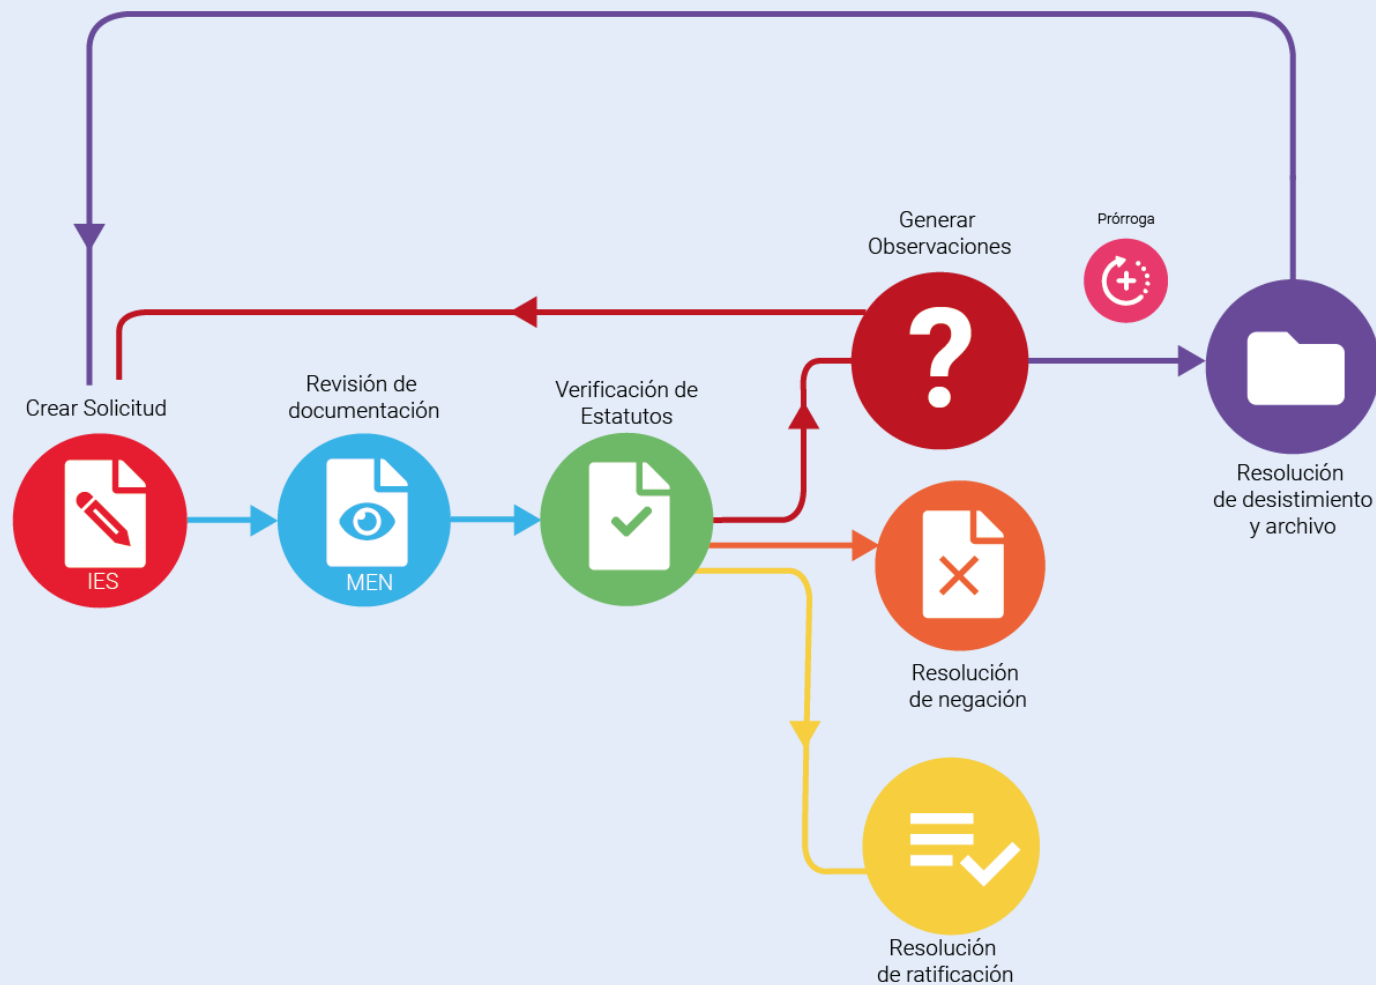 Prórroga
Generar
Observaciones
Crear Solicitud
Revisión de
documentación
Verificación de
Estatutos
IES
MEN
Resolución
de desistimiento
y archivo
Resolución
de negación
Resolución
de ratificación